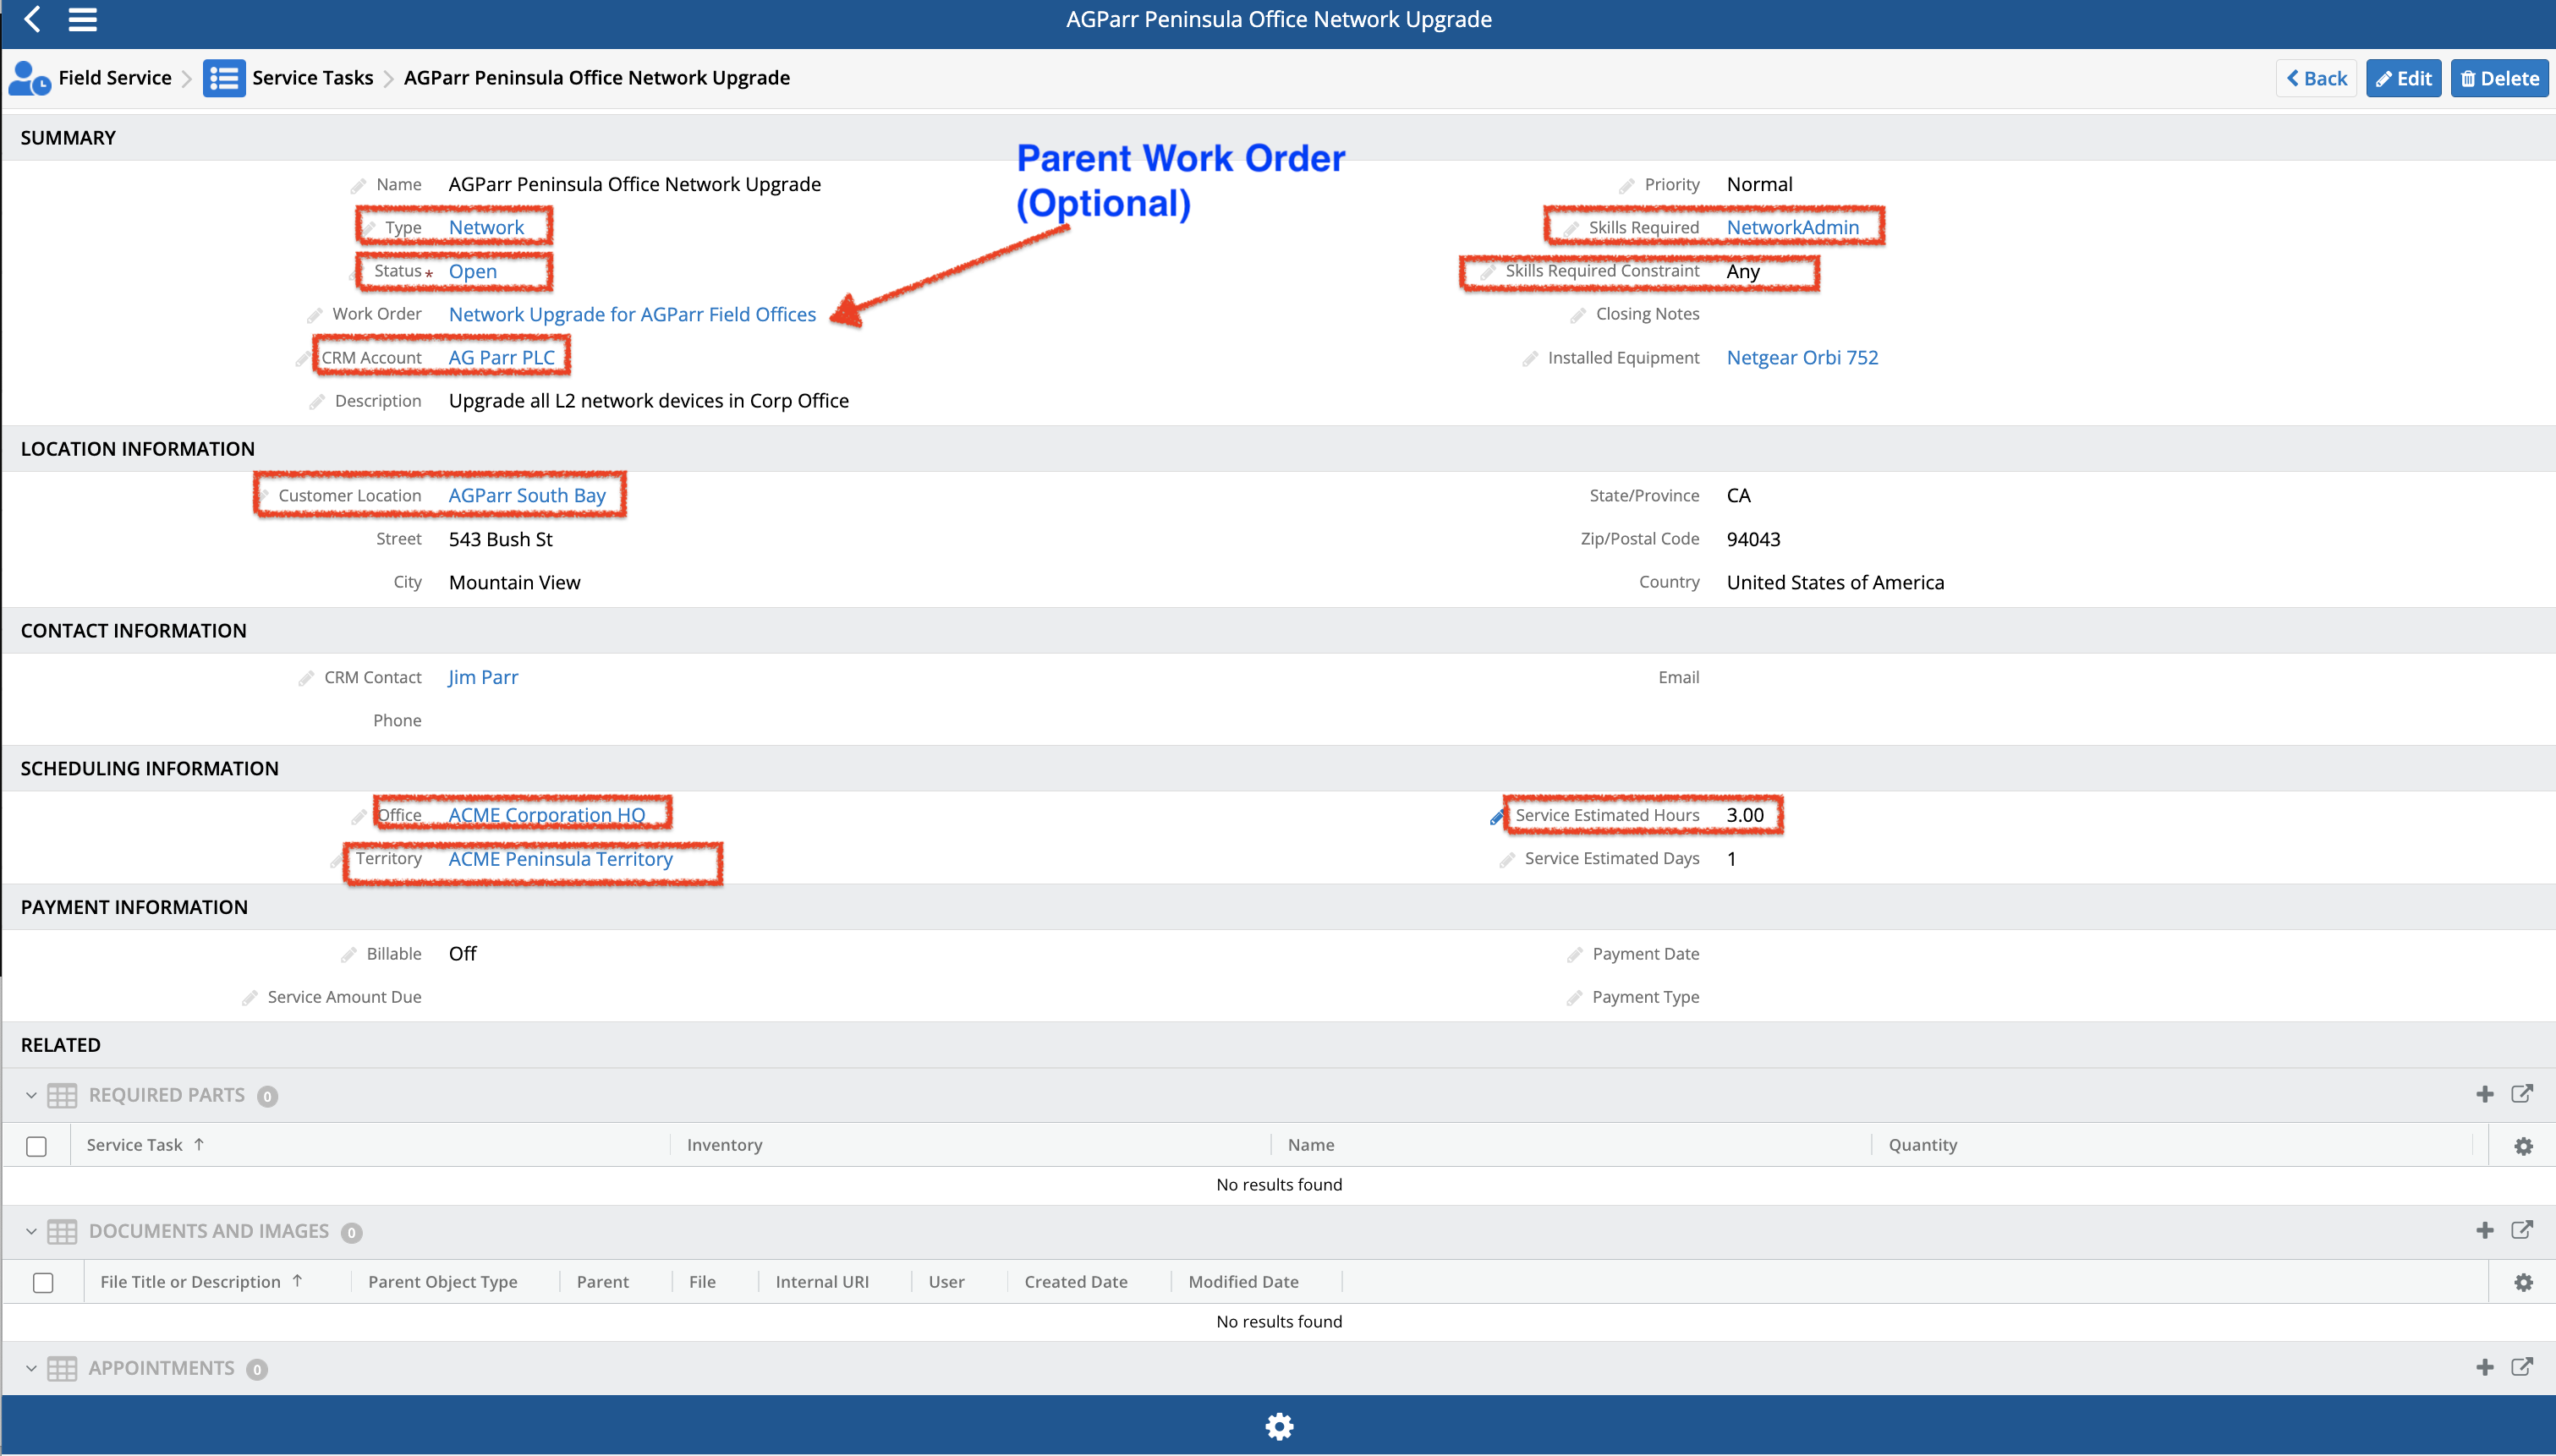 AGParr Peninsula Office Network Upgrade
Field Service Service Tasks AGParr Peninsula Office Network Upgrade Back Edit Delete
SUMMARY
Parent Work Order
(Optional)
Name AGParr Peninsula Office Network Upgrade Priority Normal
Type Network Skills Required NetworkAdmin
Status * Open Skills Required Constraint Any
Work Order Network Upgrade for AGParr Field Offices Closing Notes
CRM Account AG Parr PLC Installed Equipment Netgear Orbi 752
Description Upgrade all L2 network devices in Corp Office
LOCATION INFORMATION
Customer Location AGParr South Bay State/Province CA
Street 543 Bush St Zip/Postal Code 94043
City Mountain View Country United States of America
CONTACT INFORMATION
CRM Contact Jim Parr Email
Phone
SCHEDULING INFORMATION
Office ACME Corporation HQ Service Estimated Hours 3.00
Territory ACME Peninsula Territory Service Estimated Days 1
PAYMENT INFORMATION
Billable Off Payment Date
Service Amount Due Payment Type
RELATED
REQUIRED PARTS 0
Service Task ↑ Inventory Name Quantity
No results found
DOCUMENTS AND IMAGES 0
File Title or Description ↑ Parent Object Type Parent File Internal URI User Created Date Modified Date
No results found
APPOINTMENTS 0